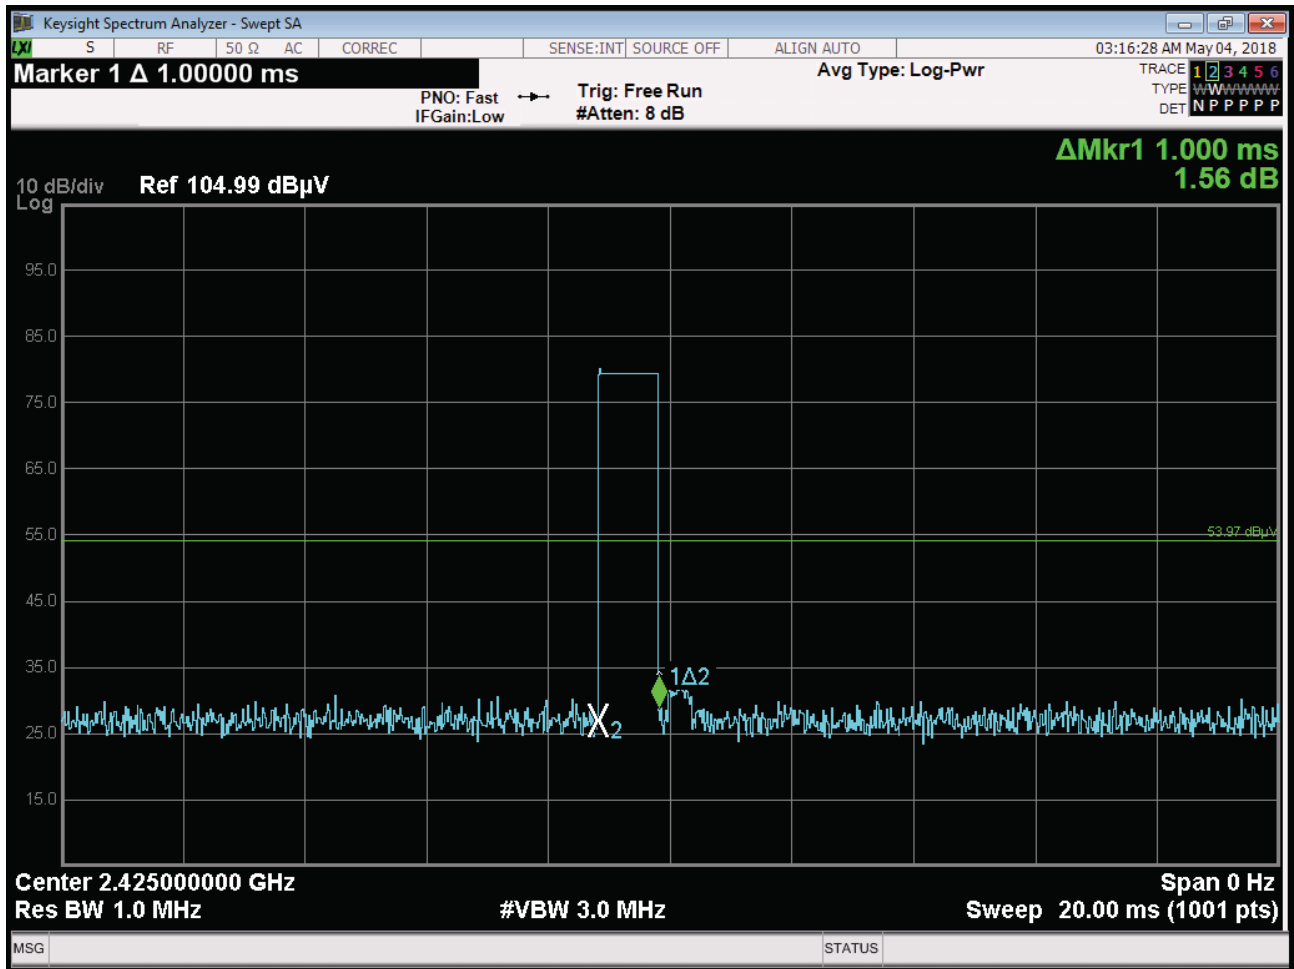 Keysight Spectrum Analyzer - Swept SA
LXI S RF 50 Ω AC CORREC SENSE:INT SOURCE OFF ALIGN AUTO 03:16:28 AM May 04, 2018
Marker 1 Δ 1.00000 ms
PNO: Fast
IFGain:Low
Trig: Free Run
#Atten: 8 dB
Avg Type: Log-Pwr
TRACE 1 2 3 4 5 6
TYPE W W W W W W
DET N P P P P P
ΔMkr1 1.000 ms
1.56 dB
10 dB/div Ref 104.99 dBµV
Log
95.0
85.0
75.0
65.0
55.0
53.97 dBµV
45.0
35.0
1Δ2
2
25.0
15.0
Center 2.425000000 GHz Span 0 Hz
Res BW 1.0 MHz #VBW 3.0 MHz Sweep 20.00 ms (1001 pts)
MSG STATUS